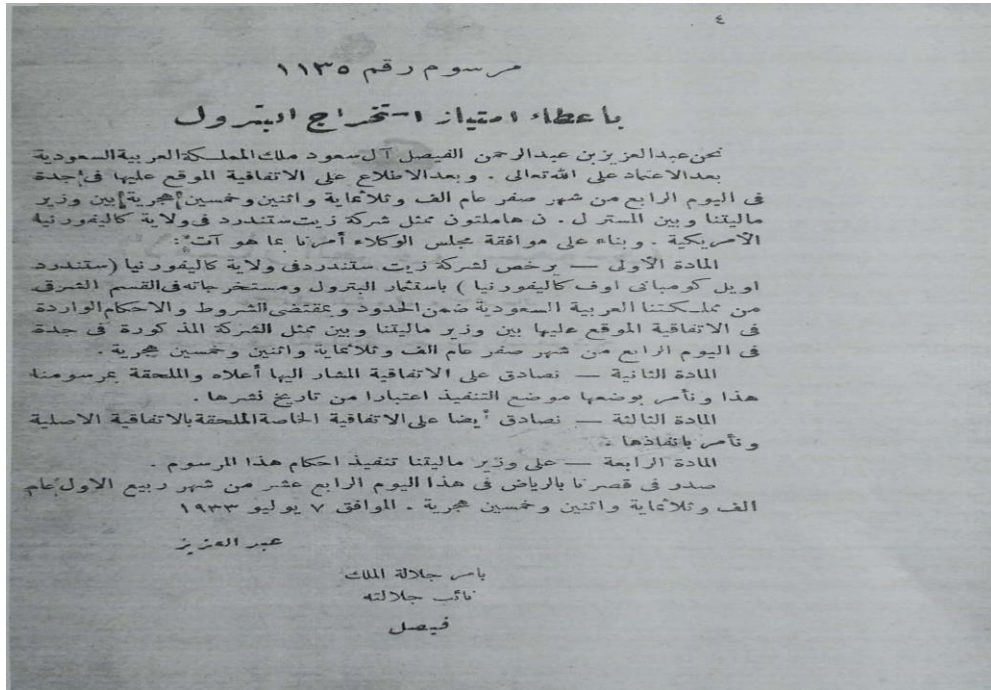 ٤
مرسوم رقم ١١٣٥
باعطاء امتياز استخراج البترول
نحن عبدالعزيز بن عبدالرحمن الفيصل آل سعود ملك المملكة العربية السعودية
بعد الاعتماد على الله تعالى . وبعد الاطلاع على الاتفاقية الموقع عليها في جدة
في اليوم الرابع من شهر صفر عام الف وثلاثماية واثنين وخمسين هجرية بين وزير
ماليتنا وبين المستر ل . ن هاملتون ممثل شركة زيت ستندرد في ولاية كاليفورنيا
الأمريكية . وبناء على موافقة مجلس الوكلاء أمرنا بما هو آت :
المادة الأولى — يرخص لشركة زيت ستندرد في ولاية كاليفورنيا (ستندرد
اويل كومباني اوف كاليفورنيا ) باستثمار البترول ومستخرجاته في القسم الشرقي
من مملكتنا العربية السعودية ضمن الحدود وبمقتضى الشروط والاحكام الواردة
في الاتفاقية الموقع عليها بين وزير ماليتنا وبين ممثل الشركة المذكورة في جدة
في اليوم الرابع من شهر صفر عام الف وثلاثماية واثنين وخمسين هجرية .
المادة الثانية — نصادق على الاتفاقية المشار اليها أعلاه والملحقة بمرسومنا
هذا ونأمر بوضعها موضع التنفيذ اعتبارا من تاريخ نشرها .
المادة الثالثة — نصادق أيضا على الاتفاقية الخاصة الملحقة بالاتفاقية الاصلية
ونأمر بانفاذها .
المادة الرابعة — على وزير ماليتنا تنفيذ احكام هذا المرسوم .
صدر في قصرنا بالرياض في هذا اليوم الرابع عشر من شهر ربيع الاول عام
الف وثلاثماية واثنين وخمسين هجرية . الموافق ٧ يوليو ١٩٣٣
عبد العزيز
بامر جلالة الملك
نائب جلالته
فيصل